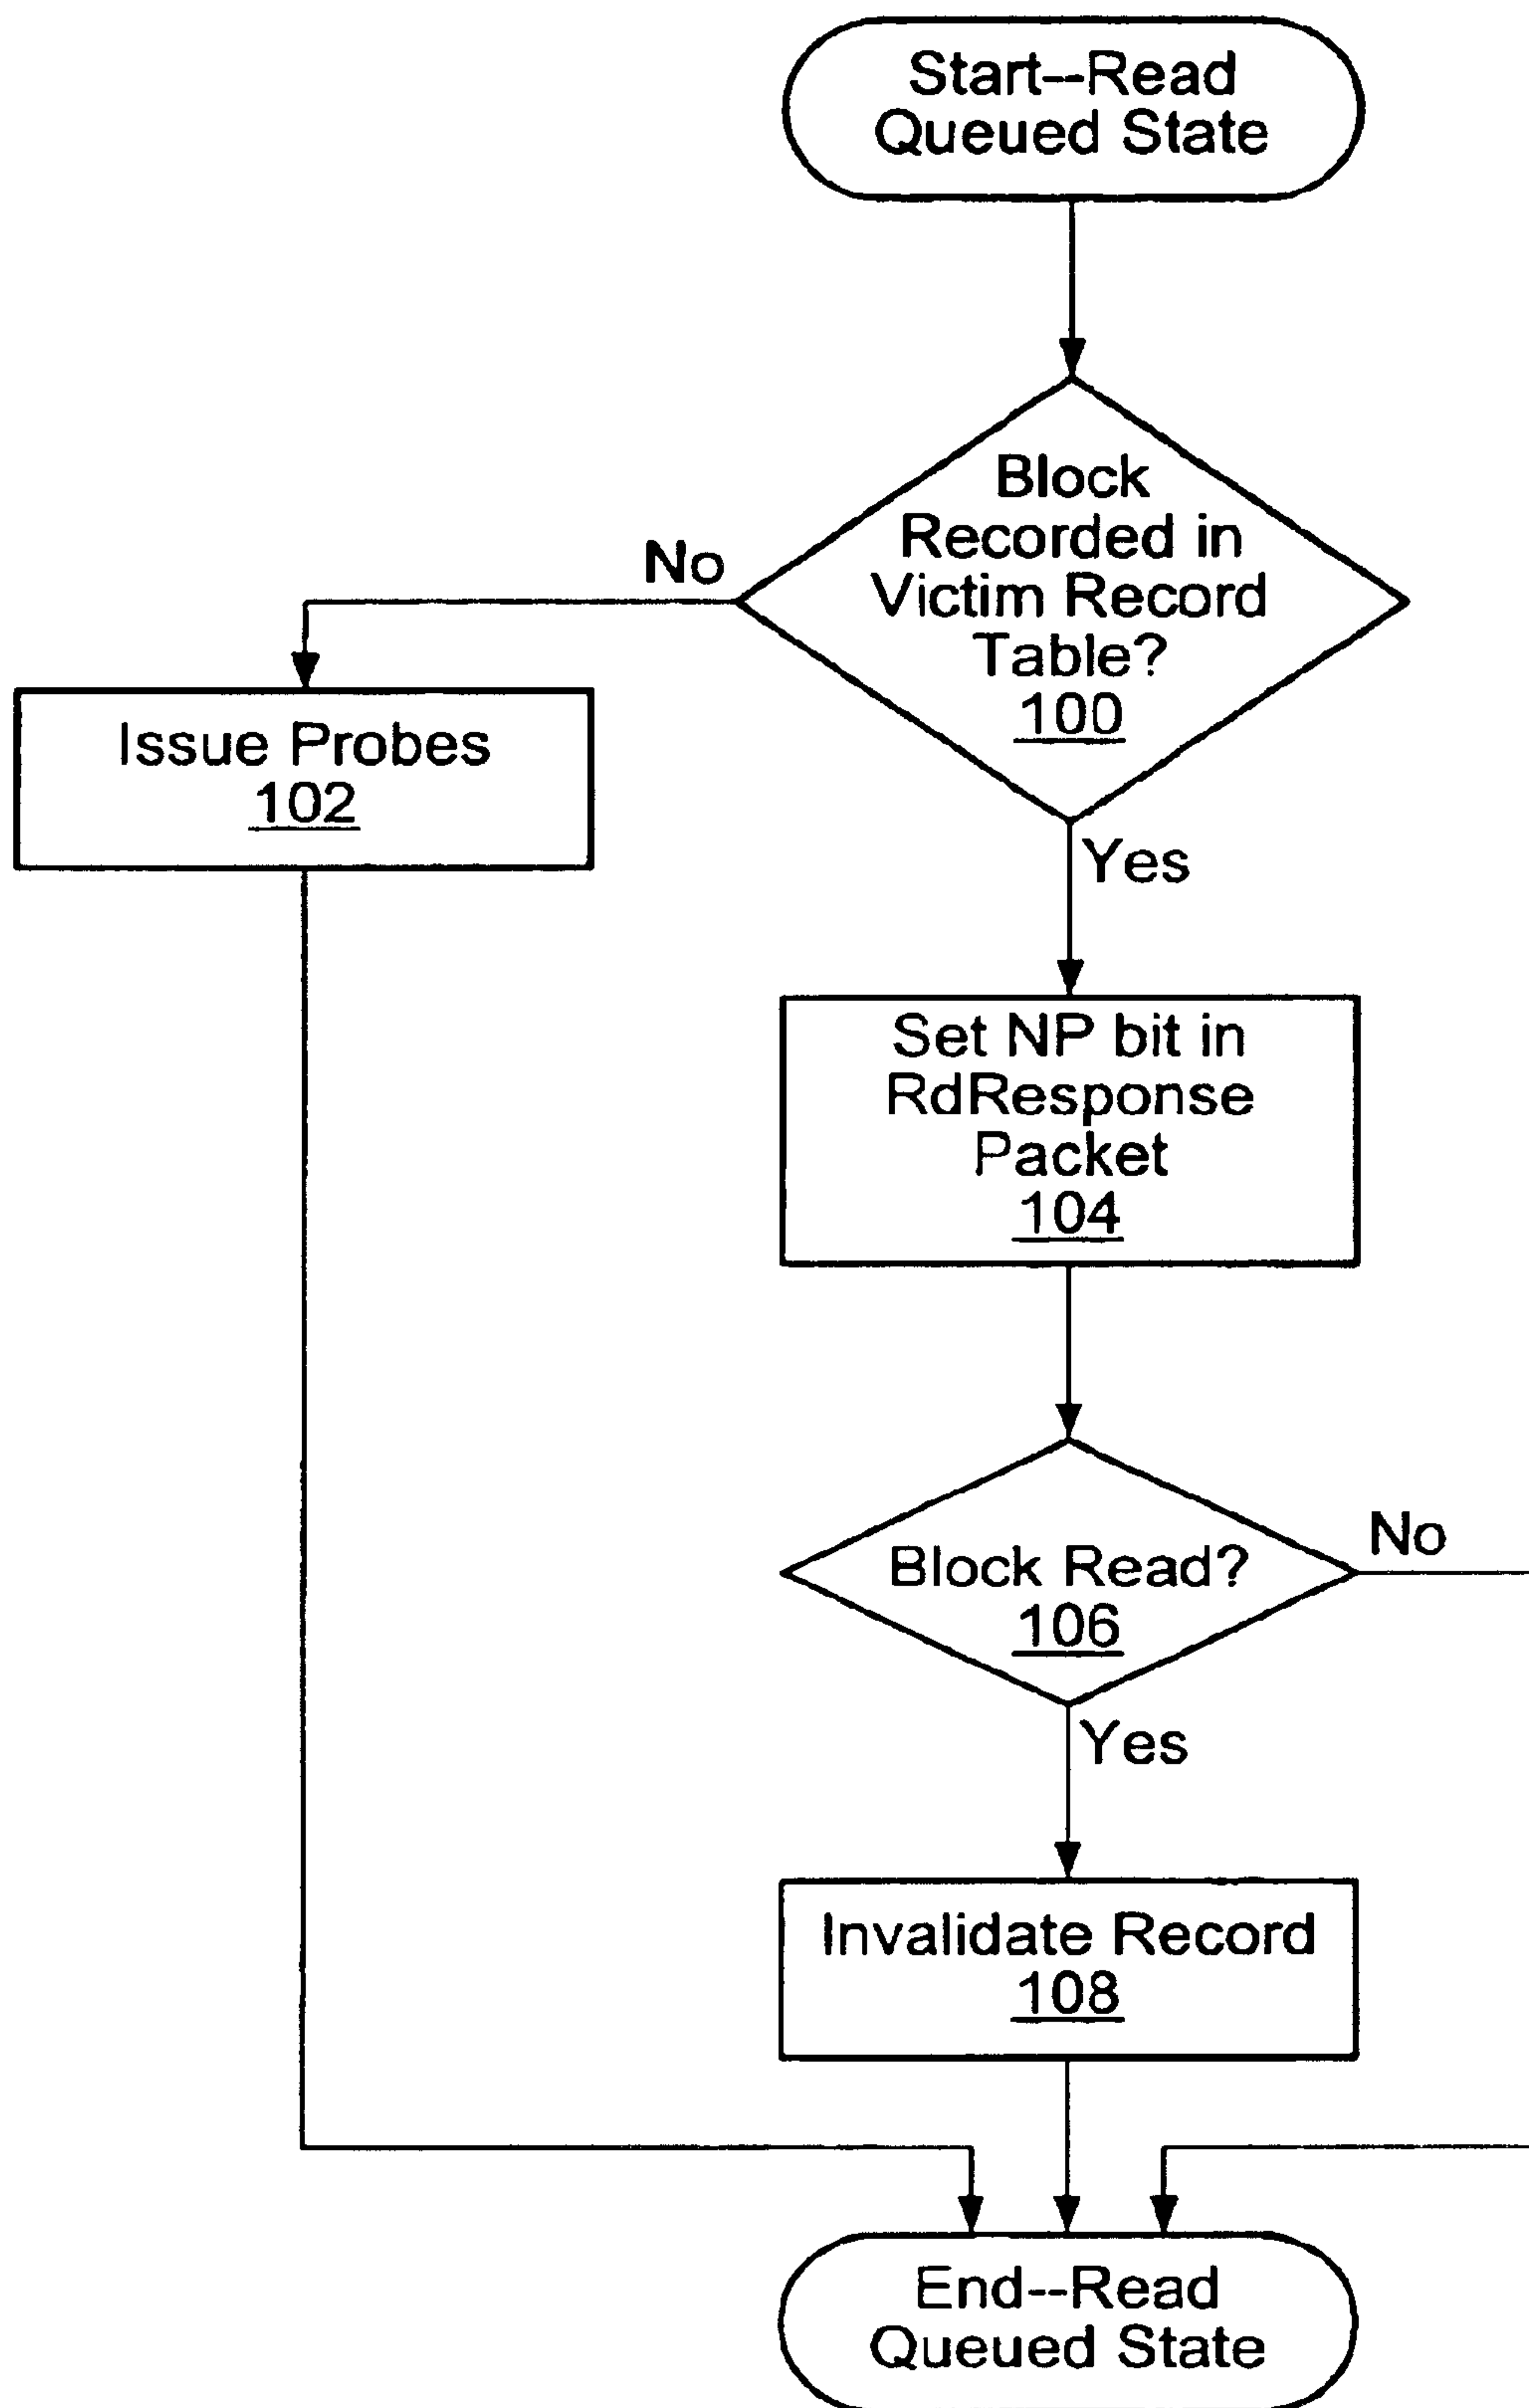 Start--Read
Queued State
Block
Recorded in
Victim Record
Table?
100
No
Issue Probes
102
Yes
Set NP bit in
RdResponse
Packet
104
Block Read?
106
No
Yes
Invalidate Record
108
End--Read
Queued State